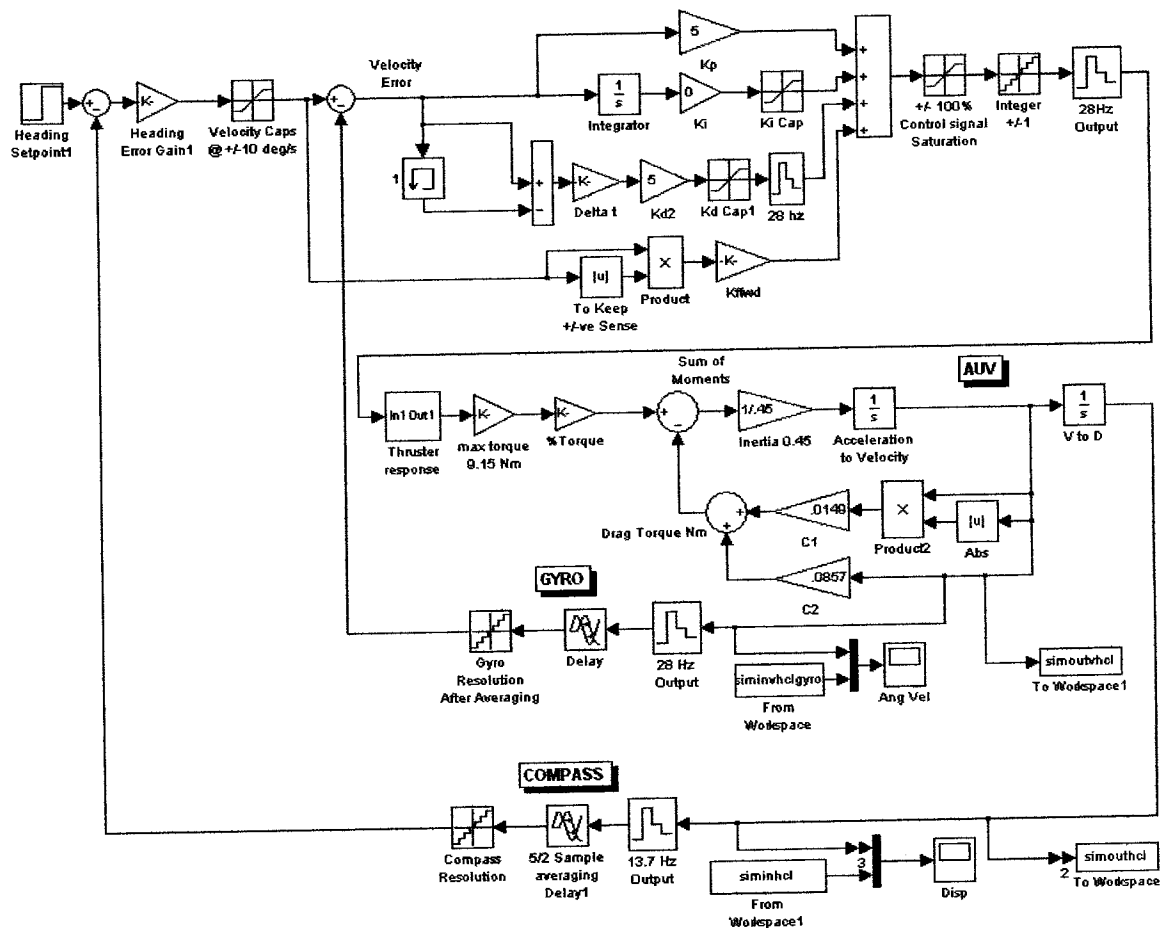 Heading
Setpoint1
K-
Heading
Error Gain1
Velocity Caps
@ +/-10 deg/s
Velocity
Error
5
Kp
1
s
Integrator
0
Ki
Ki Cap
+
+
+
+
+/- 100%
Control signal
Saturation
Integer
+/-1
28Hz
Output
1
+
−
-K-
Delta t
5
Kd2
Kd Cap1
28 hz
|u|
To Keep
+/-ve Sense
×
Product
-K-
Kffwd
In1 Out1
Thruster
response
K-
max torque
9.15 Nm
K-
%Torque
Sum of
Moments
1/.45
Inertia 0.45
1
s
Acceleration
to Velocity
AUV
1
s
V to D
Drag Torque Nm
.0149
C1
×
Product2
|u|
Abs
.0857
C2
GYRO
Gyro
Resolution
After Averaging
Delay
28 Hz
Output
siminvhclgyro
From
Workspace
Ang Vel
simoutvhcl
To Workspace1
COMPASS
Compass
Resolution
5/2 Sample
averaging
Delay1
13.7 Hz
Output
siminhcl
From
Workspace1
3
Disp
simouthcl
2
To Workspace